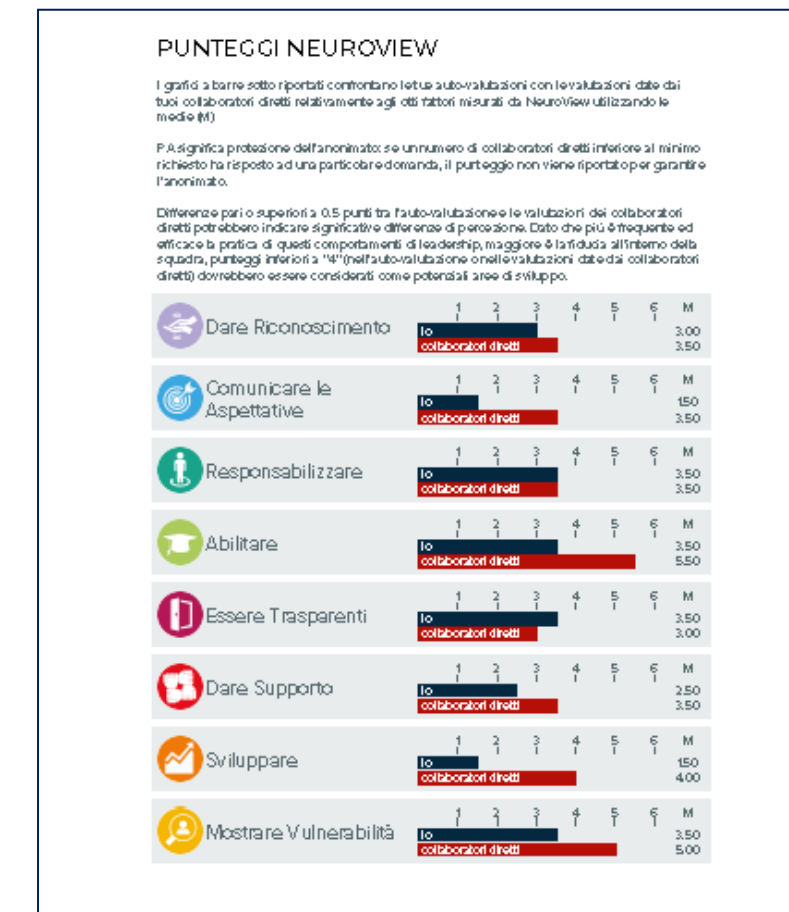 PUNTEGGI NEUROVIEW
I grafici a barre sotto riportati confrontano le tue auto-valutazioni con le valutazioni date dai
tuoi collaboratori diretti relativamente agli otti fattori misurati da NeuroView utilizzando le
medie (M)
PA significa protezione dell'anonimato: se un numero di collaboratori diretti inferiore al minimo
richiesto ha risposto ad una particolare domanda, il punteggio non viene riportato per garantire
l'anonimato.
Differenze pari o superiori a 0.5 punti tra l'auto-valutazione e le valutazioni dei collaboratori
diretti potrebbero indicare significative differenze di percezione. Dato che più è frequente ed
efficace la pratica di questi comportamenti di leadership, maggiore è la fiducia all'interno della
squadra, punteggi inferiori a "4" (nell'auto-valutazione o nelle valutazioni date dai collaboratori
diretti) dovrebbero essere considerati come potenziali aree di sviluppo.
1 2 3 4 5 6 M
Dare Riconoscimento
Io 3.00
collaboratori diretti 3.50
1 2 3 4 5 6 M
Comunicare le
Aspettative
Io 1.50
collaboratori diretti 3.50
1 2 3 4 5 6 M
Responsabilizzare
Io 3.50
collaboratori diretti 3.50
1 2 3 4 5 6 M
Abilitare
Io 3.50
collaboratori diretti 5.50
1 2 3 4 5 6 M
Essere Trasparenti
Io 3.50
collaboratori diretti 3.00
1 2 3 4 5 6 M
Dare Supporto
Io 2.50
collaboratori diretti 3.50
1 2 3 4 5 6 M
Sviluppare
Io 1.50
collaboratori diretti 4.00
1 2 3 4 5 6 M
Mostrare Vulnerabilità
Io 3.50
collaboratori diretti 5.00